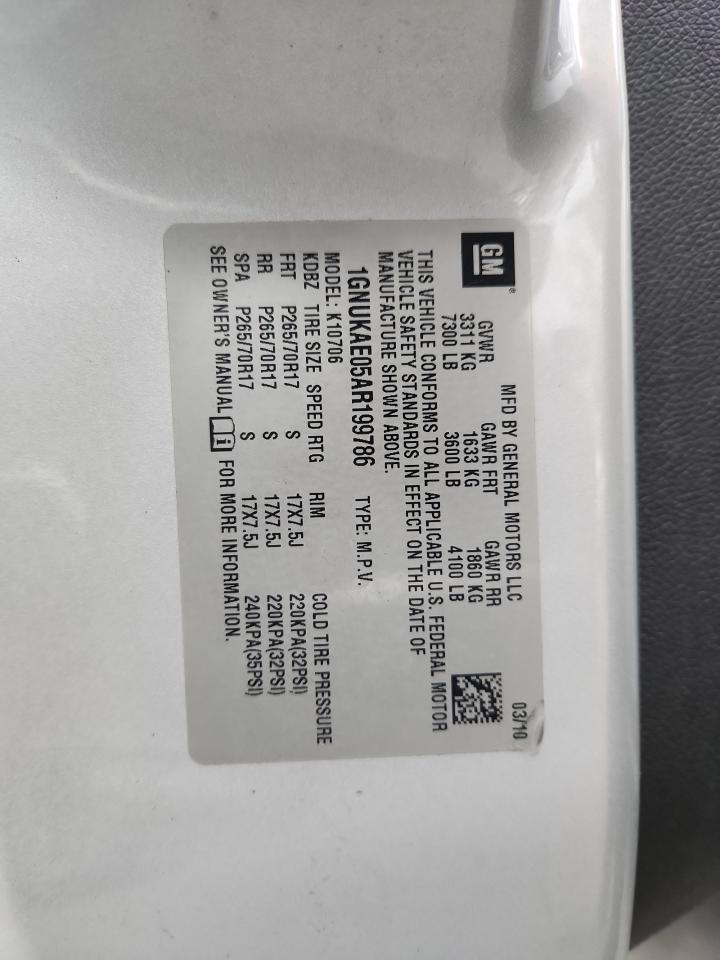 GM®
MFD BY GENERAL MOTORS LLC 03/10
GVWR GAWR FRT GAWR RR
3311 KG 1633 KG 1860 KG
7300 LB 3600 LB 4100 LB
THIS VEHICLE CONFORMS TO ALL APPLICABLE U.S. FEDERAL MOTOR
VEHICLE SAFETY STANDARDS IN EFFECT ON THE DATE OF
MANUFACTURE SHOWN ABOVE.
1GNUKAE05AR199786 TYPE: M.P.V.
MODEL: K10706
KDBZ TIRE SIZE SPEED RTG RIM COLD TIRE PRESSURE
FRT P265/70R17 S 17X7.5J 220KPA(32PSI)
RR P265/70R17 S 17X7.5J 220KPA(32PSI)
SPA P265/70R17 S 17X7.5J 240KPA(35PSI)
SEE OWNER'S MANUAL FOR MORE INFORMATION.